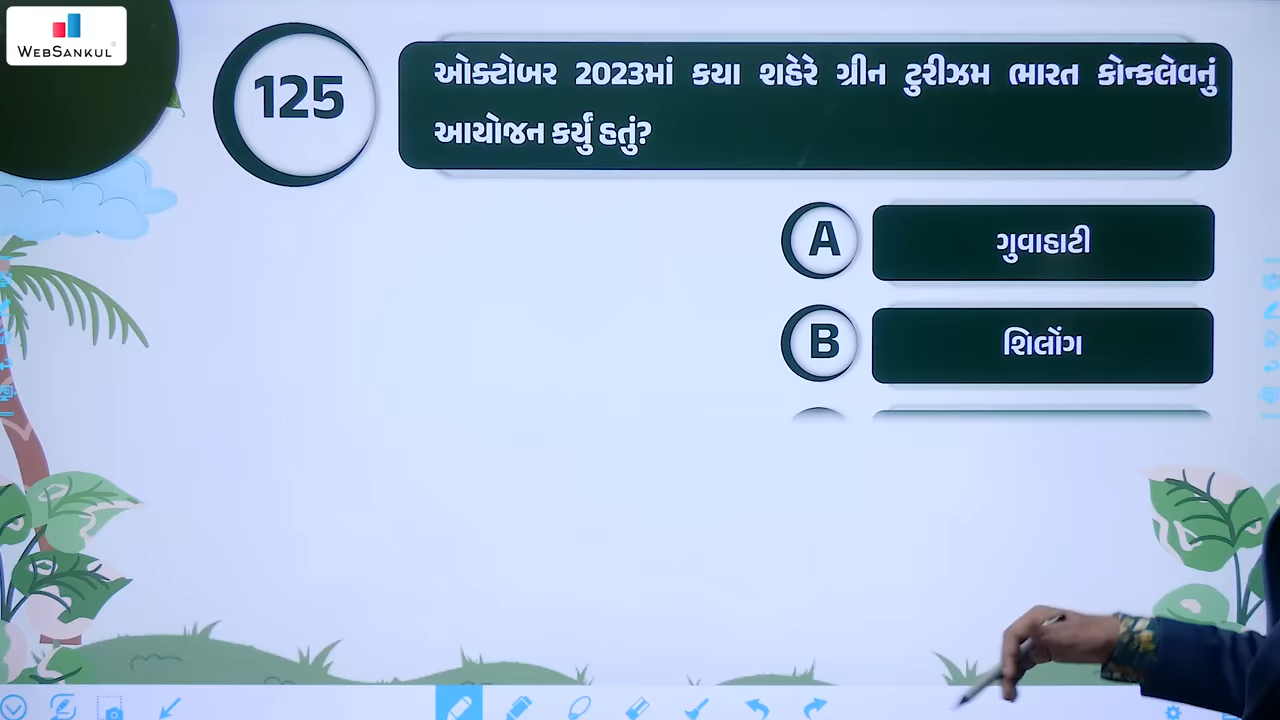 WEBSANKUL
125
ઓક્ટોબર 2023માં કયા શહેરે ગ્રીન ટુરીઝમ ભારત કોન્કલેવનું
આયોજન કર્યું હતું?
A
ગુવાહાટી
B
શિલોંગ